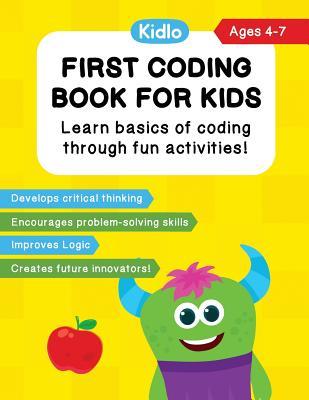 Kidlo
Ages 4-7
FIRST CODING
BOOK FOR KIDS
Learn basics of coding
through fun activities!
Develops critical thinking
Encourages problem-solving skills
Improves Logic
Creates future innovators!